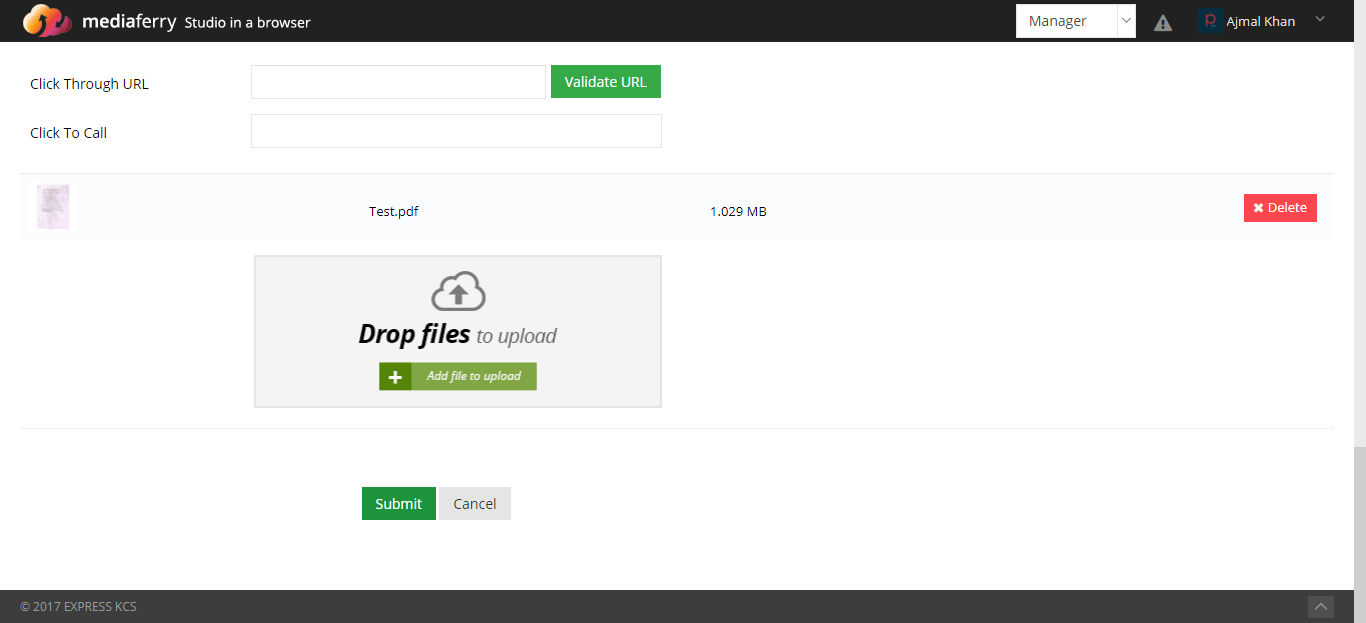 mediaferry Studio in a browser
Manager
Ajmal Khan
Click Through URL
Validate URL
Click To Call
Test.pdf
1.029 MB
Delete
Drop files to upload
Add file to upload
Submit
Cancel
© 2017 EXPRESS KCS